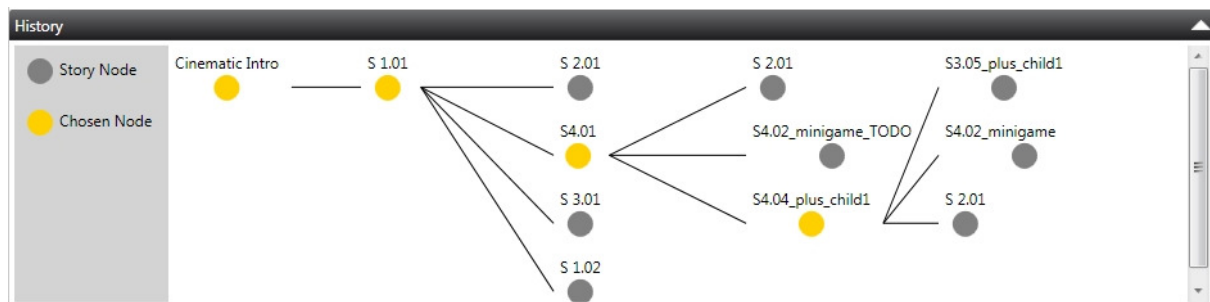 History
Story Node
Chosen Node
Cinematic Intro
S 1.01
S 2.01
S4.01
S 3.01
S 1.02
S 2.01
S4.02_minigame_TODO
S4.04_plus_child1
S3.05_plus_child1
S4.02_minigame
S 2.01